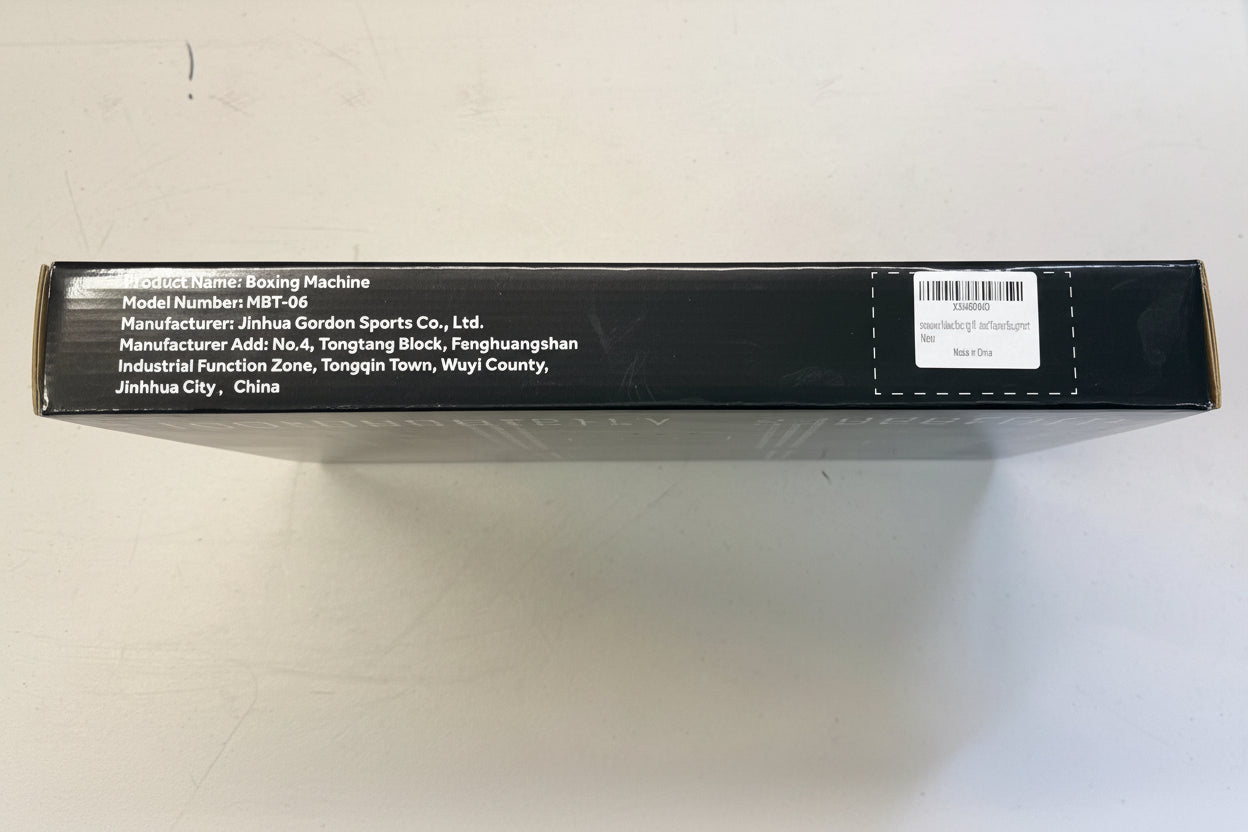 Product Name: Boxing Machine
Model Number: MBT-06
Manufacturer: Jinhua Gordon Sports Co., Ltd.
Manufacturer Add: No.4, Tongtang Block, Fenghuangshan
Industrial Function Zone, Tongqin Town, Wuyi County,
Jinhhua City, China